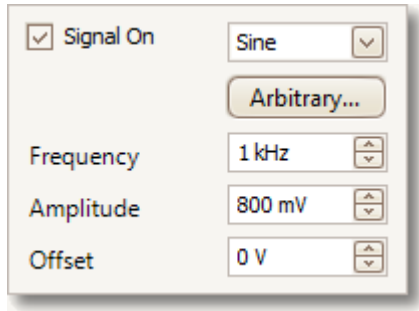 Signal On Sine
Arbitrary...
Frequency 1 kHz
Amplitude 800 mV
Offset 0 V